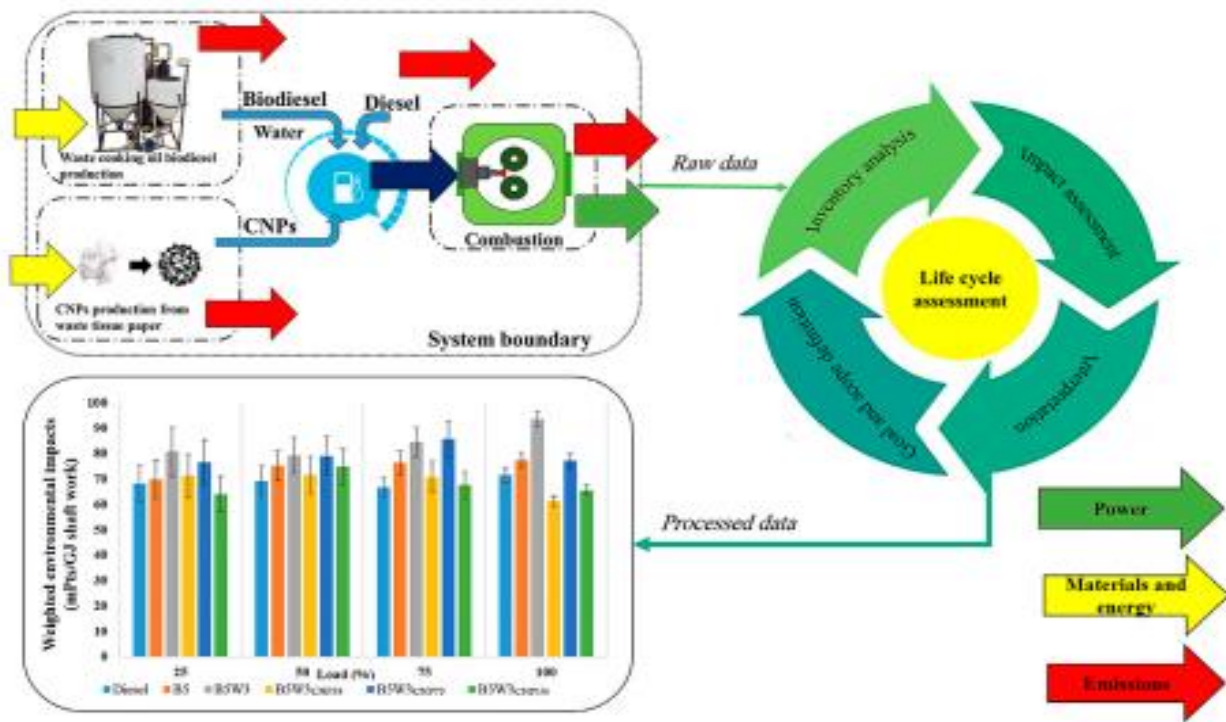 Biodiesel
Diesel
Water
Waste cooking oil biodiesel
production
CNPs
Combustion
CNPs production from
waste tissue paper
System boundary
Raw data
Inventory analysis
Impact assessment
Interpretation
Goal and scope definition
Life cycle
assessment
Processed data
Power
Materials and
energy
Emissions
Weighted environmental impacts
(mPts/GJ shaft work)
100
90
80
70
60
50
40
30
20
10
0
25 50 75 100
Load (%)
Diesel B5 B5W3